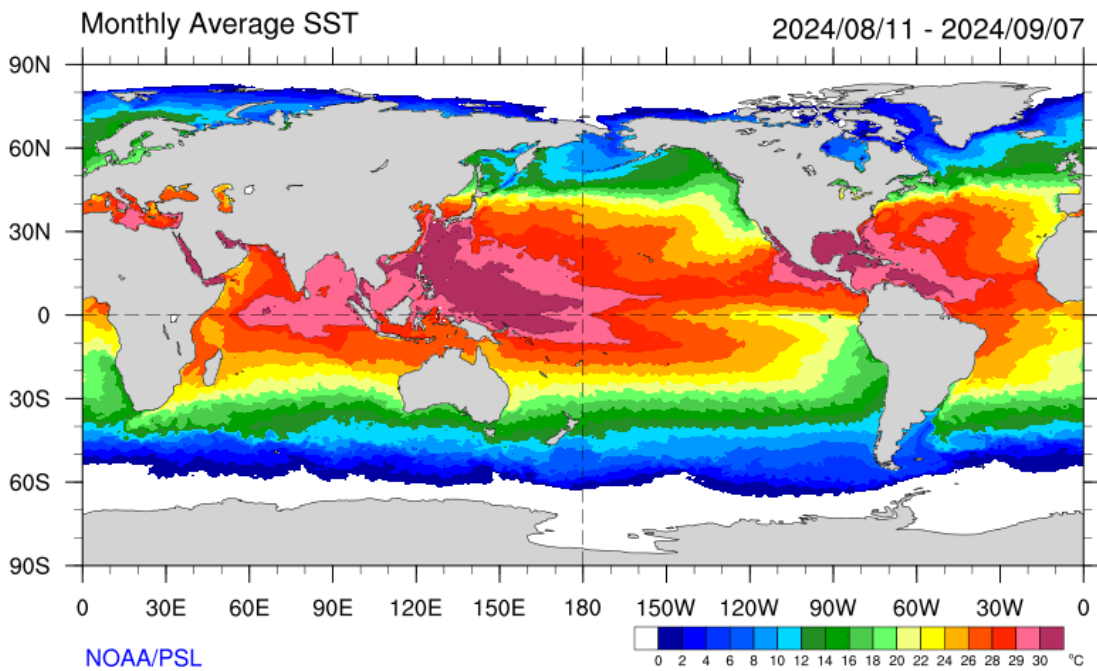 Monthly Average SST 2024/08/11 - 2024/09/07
90N
60N
30N
0
30S
60S
90S
0 30E 60E 90E 120E 150E 180 150W 120W 90W 60W 30W 0
0 2 4 6 8 10 12 14 16 18 20 22 24 26 28 29 30 °C
NOAA/PSL